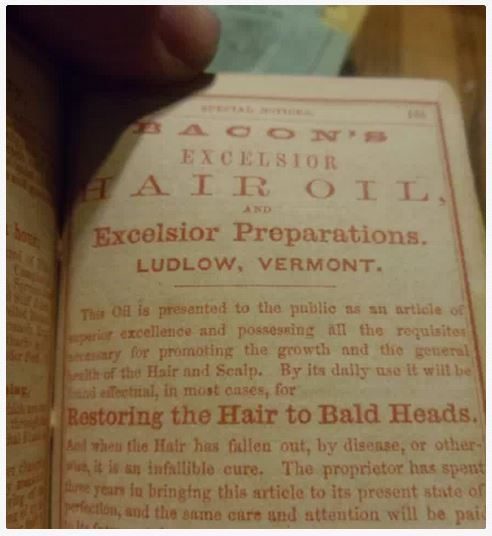 SPECIAL NOTICES.
BACON'S
EXCELSIOR
HAIR OIL,
AND
Excelsior Preparations.
LUDLOW, VERMONT.
This Oil is presented to the public as an article of
superior excellence and possessing all the requisites
necessary for promoting the growth and the general
health of the Hair and Scalp. By its daily use it will be
found effectual, in most cases, for
Restoring the Hair to Bald Heads.
And when the Hair has fallen out, by disease, or other-
wise, it is an infallible cure. The proprietor has spent
three years in bringing this article to its present state of
perfection, and the same care and attention will be paid